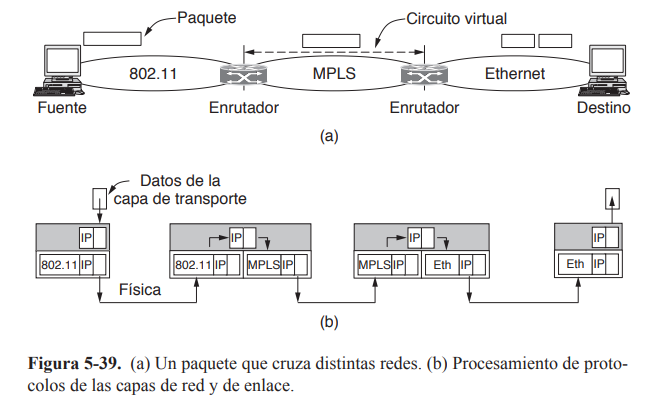 Paquete
Circuito virtual
802.11
MPLS
Ethernet
Fuente
Enrutador
Enrutador
Destino
(a)
Datos de la
capa de transporte
IP
IP
IP
IP
802.11 IP
802.11 IP
MPLS IP
MPLS IP
Eth IP
Eth IP
Física
(b)
Figura 5-39. (a) Un paquete que cruza distintas redes. (b) Procesamiento de proto-
colos de las capas de red y de enlace.